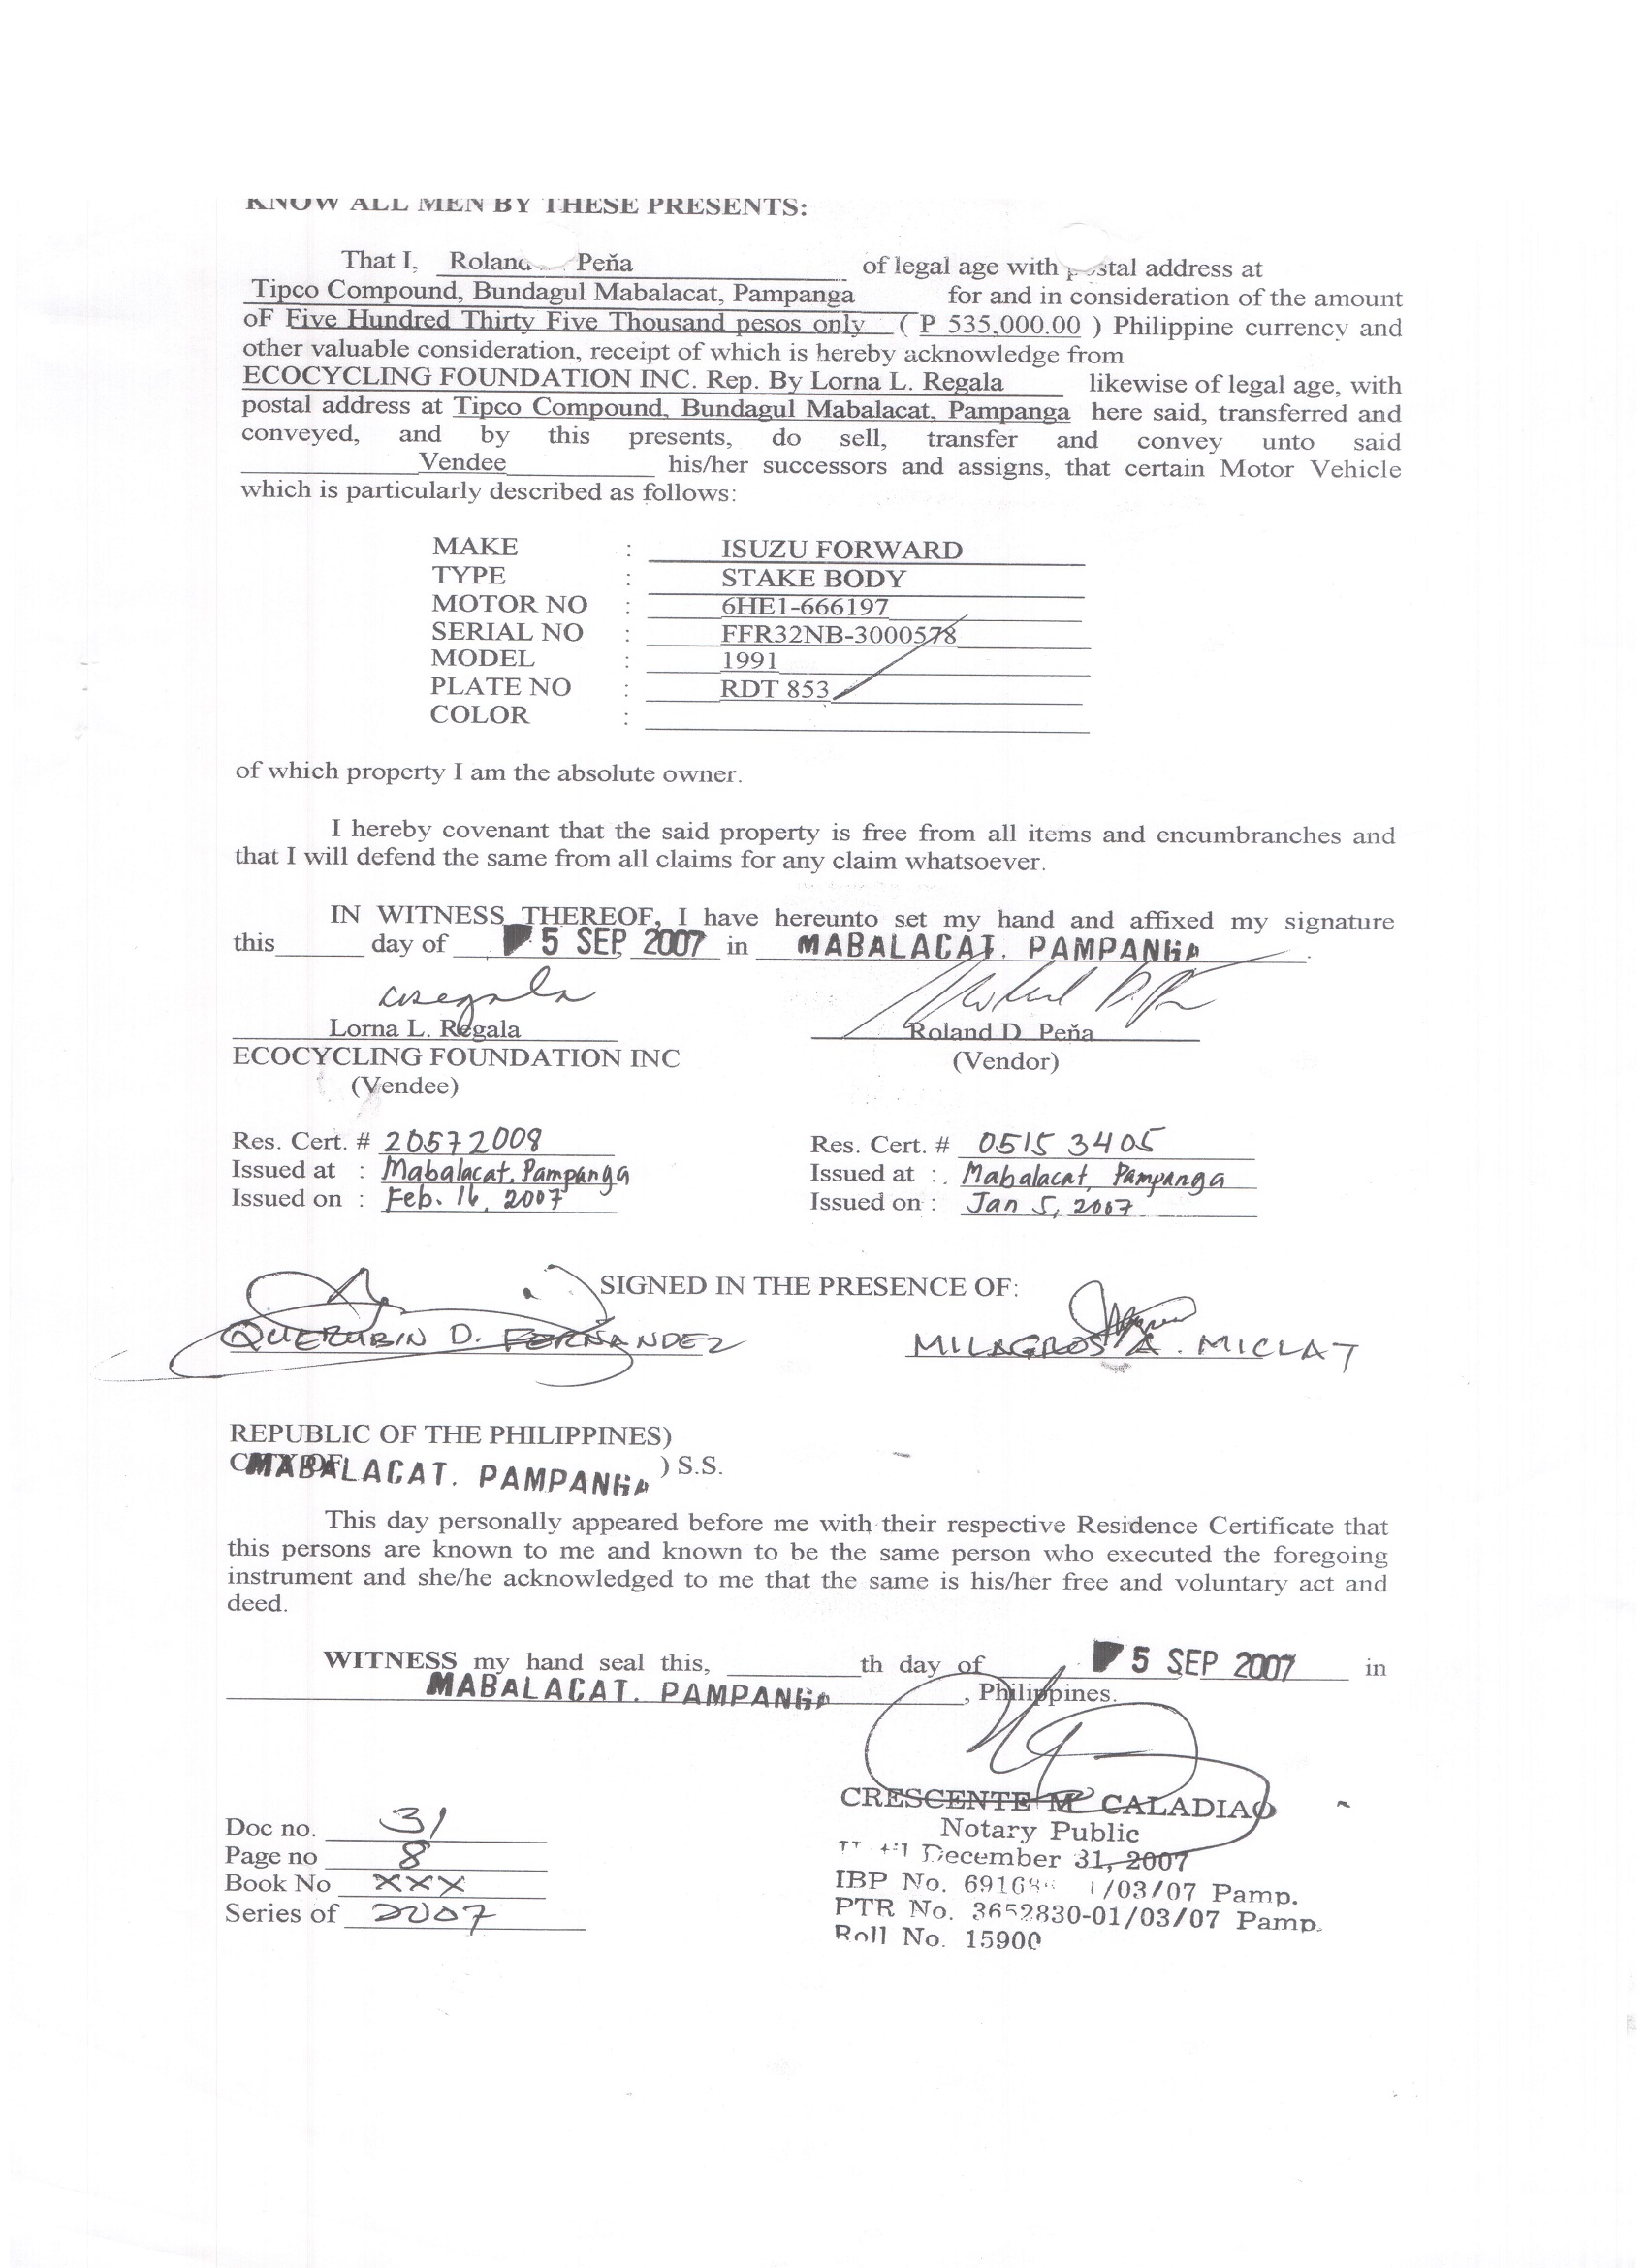 KNOW ALL MEN BY THESE PRESENTS:
That I, Roland Peňa of legal age with postal address at
Tipco Compound, Bundagul Mabalacat, Pampanga for and in consideration of the amount
oF Five Hundred Thirty Five Thousand pesos only ( P 535,000.00 ) Philippine currency and
other valuable consideration, receipt of which is hereby acknowledge from
ECOCYCLING FOUNDATION INC. Rep. By Lorna L. Regala likewise of legal age, with
postal address at Tipco Compound, Bundagul Mabalacat, Pampanga here said, transferred and
conveyed, and by this presents, do sell, transfer and convey unto said
Vendee his/her successors and assigns, that certain Motor Vehicle
which is particularly described as follows:
MAKE : ISUZU FORWARD
TYPE : STAKE BODY
MOTOR NO : 6HE1-666197
SERIAL NO : FFR32NB-3000578
MODEL : 1991
PLATE NO : RDT 853
COLOR :
of which property I am the absolute owner.
I hereby covenant that the said property is free from all items and encumbranches and
that I will defend the same from all claims for any claim whatsoever.
IN WITNESS THEREOF, I have hereunto set my hand and affixed my signature
this day of 5 SEP 2007 in MABALACAT, PAMPANGA.
Lorna L. Regala Roland D Peňa
ECOCYCLING FOUNDATION INC (Vendor)
(Vendee)
Res. Cert. # 20572008 Res. Cert. # 0515 3405
Issued at : Mabalacat, Pampanga Issued at : Mabalacat, Pampanga
Issued on : Feb. 16, 2007 Issued on : Jan 5, 2007
SIGNED IN THE PRESENCE OF:
QUERUBIN D. FERNANDEZ MILAGROS A. MICLAT
REPUBLIC OF THE PHILIPPINES)
CITY OF MABALACAT, PAMPANGA ) S.S.
This day personally appeared before me with their respective Residence Certificate that
this persons are known to me and known to be the same person who executed the foregoing
instrument and she/he acknowledged to me that the same is his/her free and voluntary act and
deed.
WITNESS my hand seal this, th day of 5 SEP 2007 in
MABALACAT, PAMPANGA, Philippines.
CRESCENTE M CALADIAO
Notary Public
Until December 31, 2007
IBP No. 1/03/07 Pamp.
PTR No. 3652830-01/03/07 Pamp.
Roll No. 15900
Doc no. 31
Page no 8
Book No XXX
Series of 2007